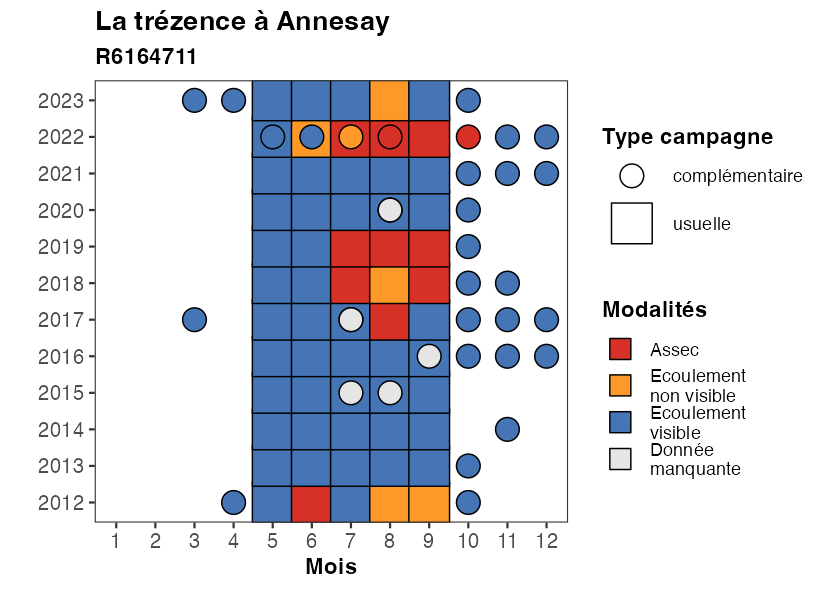 La trézence à Annesay
R6164711
2023
2022
2021
2020
2019
2018
2017
2016
2015
2014
2013
2012
1 2 3 4 5 6 7 8 9 10 11 12
Mois
Type campagne
complémentaire
usuelle
Modalités
Assec
Ecoulement
non visible
Ecoulement
visible
Donnée
manquante